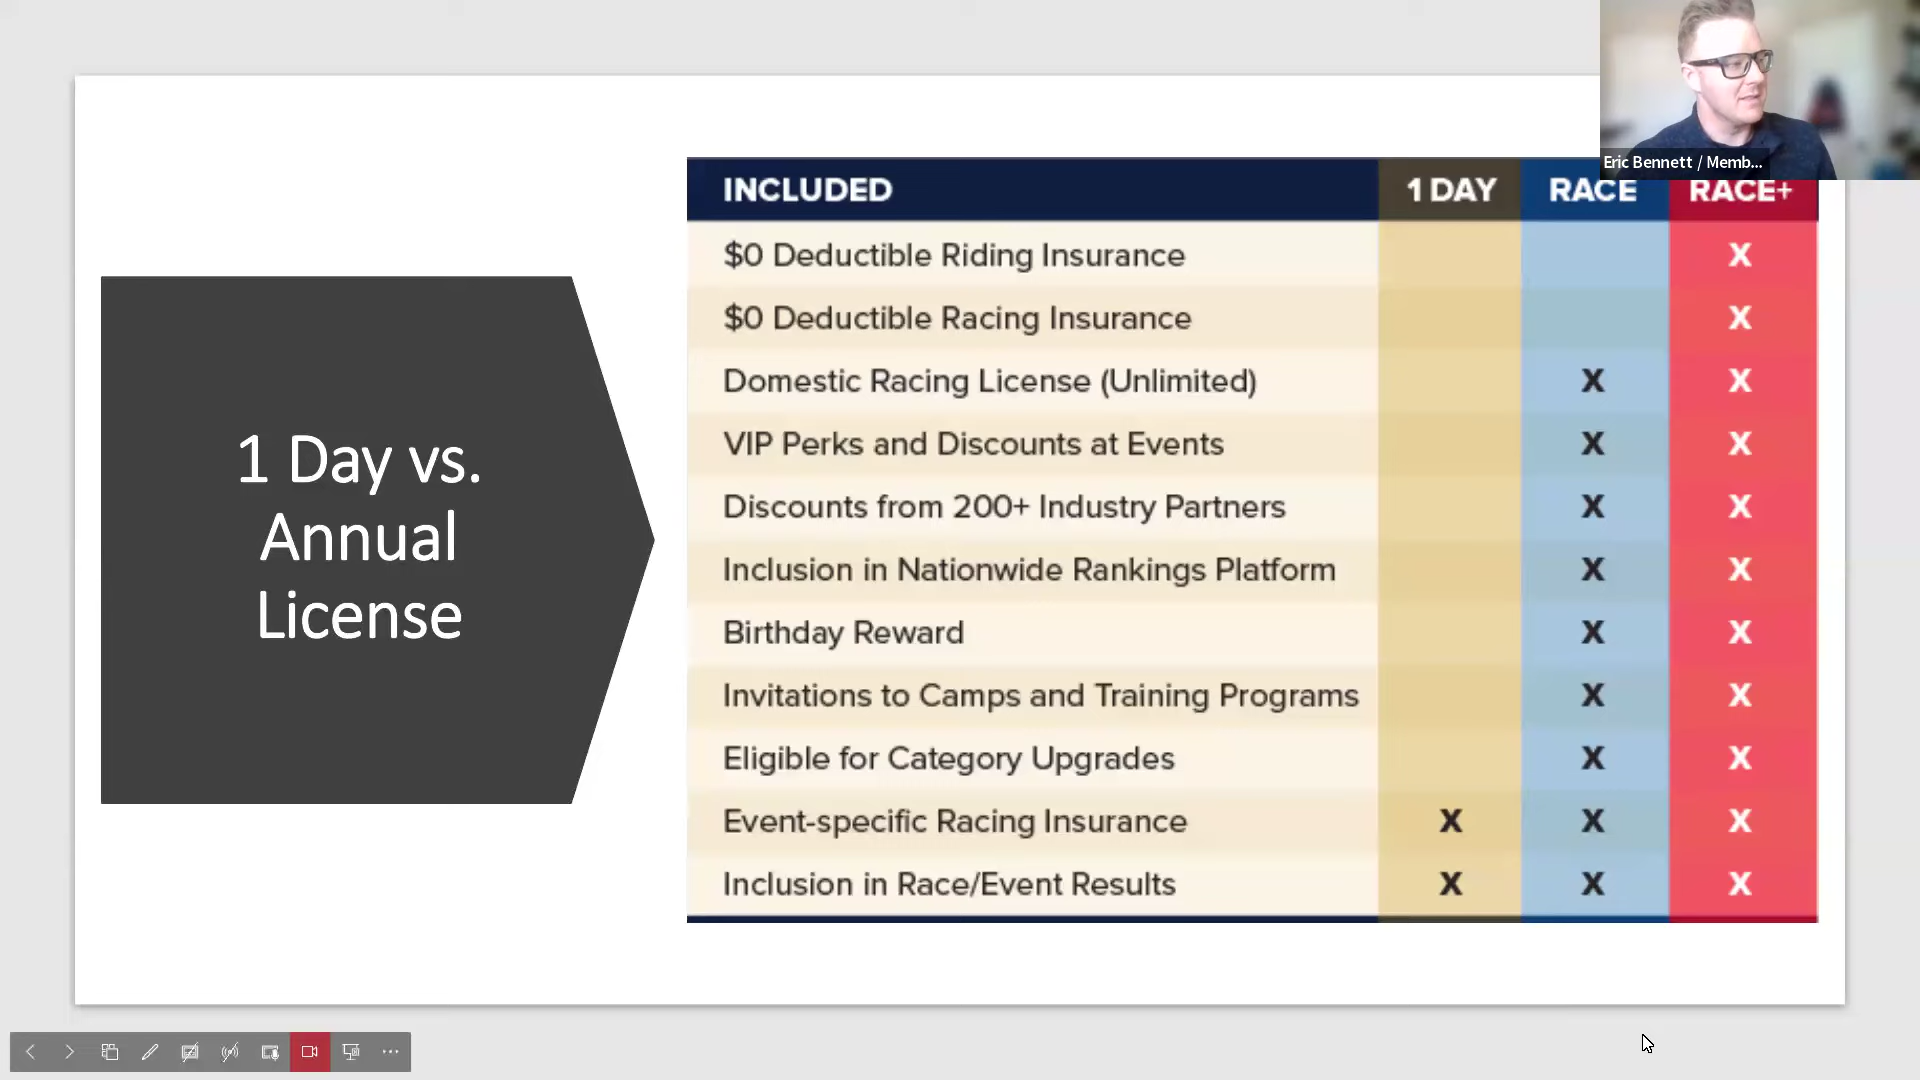 Eric Bennett / Memb...
INCLUDED 1 DAY RACE RACE+
$0 Deductible Riding Insurance X
$0 Deductible Racing Insurance X
Domestic Racing License (Unlimited) X X
VIP Perks and Discounts at Events X X
Discounts from 200+ Industry Partners X X
Inclusion in Nationwide Rankings Platform X X
Birthday Reward X X
Invitations to Camps and Training Programs X X
Eligible for Category Upgrades X X
Event-specific Racing Insurance X X X
Inclusion in Race/Event Results X X X
1 Day vs.
Annual
License